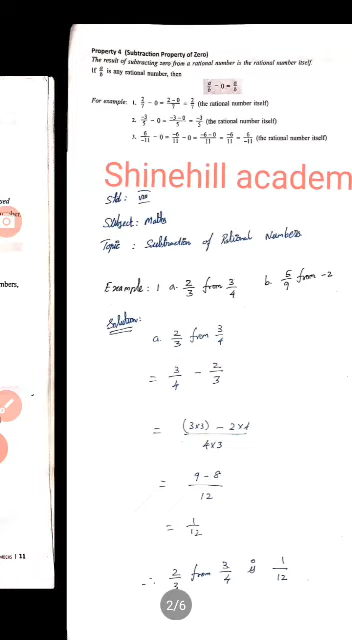 Property 4 (Subtraction Property of Zero)
The result of subtracting zero from a rational number is the rational number itself.
If a/b is any rational number, then
a/b - 0 = a/b
For example: 1. 2/7 - 0 = 2-0/7 = 2/7 (the rational number itself)
2. -3/5 - 0 = -3-0/5 = -3/5 (the rational number itself)
3. 6/-11 - 0 = -6/11 - 0 = -6-0/11 = -6/11 = 6/-11 (the rational number itself)
Shinehill academ
Std : VIII
Subject : Maths
Topic : Subtraction of Rational Numbers
Example : 1 a. 2/3 from 3/4 b. 5/9 from -2
Solution:
a. 2/3 from 3/4
= 3/4 - 2/3
= (3x3) - 2x4/4x3
= 9-8/12
= 1/12
∴ 2/3 from 3/4 is 1/12
2/6
mbers,
| 11